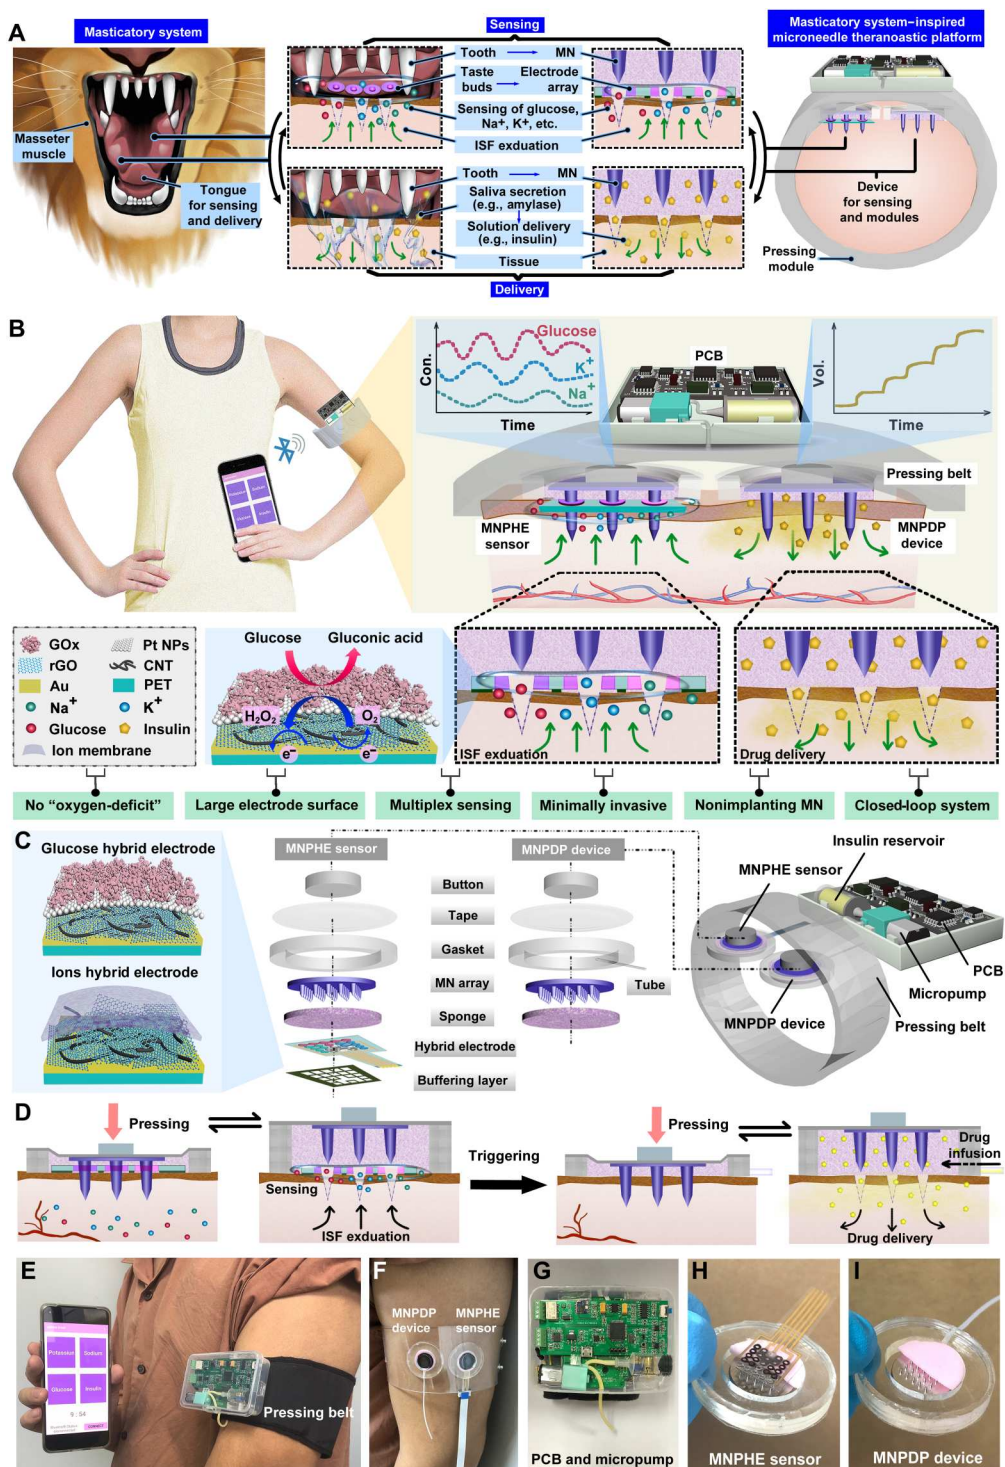 A
Masticatory system
Masseter
muscle
Tongue
for sensing
and delivery
Sensing
Tooth
MN
Taste
buds
Electrode
array
Sensing of glucose,
Na+, K+, etc.
ISF exduation
Tooth
MN
Saliva secretion
(e.g., amylase)
Solution delivery
(e.g., insulin)
Tissue
Delivery
Masticatory system–inspired
microneedle theranoastic platform
Device
for sensing
and modules
Pressing
module
B
Con.
Glucose
K+
Na+
Time
PCB
Vol.
Time
Pressing belt
MNPHE
sensor
MNPDP
device
GOx
Pt NPs
rGO
CNT
Au
PET
Na+
K+
Glucose
Insulin
Ion membrane
Glucose
Gluconic acid
H2O2
O2
e−
e−
ISF exduation
Drug delivery
No “oxygen-deficit”
Large electrode surface
Multiplex sensing
Minimally invasive
Nonimplanting MN
Closed-loop system
C
Glucose hybrid electrode
Ions hybrid electrode
MNPHE sensor
MNPDP device
Button
Tape
Gasket
MN array
Tube
Sponge
Hybrid electrode
Buffering layer
Insulin reservoir
MNPHE sensor
PCB
Micropump
MNPDP device
Pressing belt
D
Pressing
Sensing
ISF exduation
Triggering
Pressing
Drug
infusion
Drug delivery
E
Potassium
Sodium
Glucose
Insulin
9 : 54
Pressing belt
F
MNPDP
device
MNPHE
sensor
G
PCB and micropump
H
MNPHE sensor
I
MNPDP device